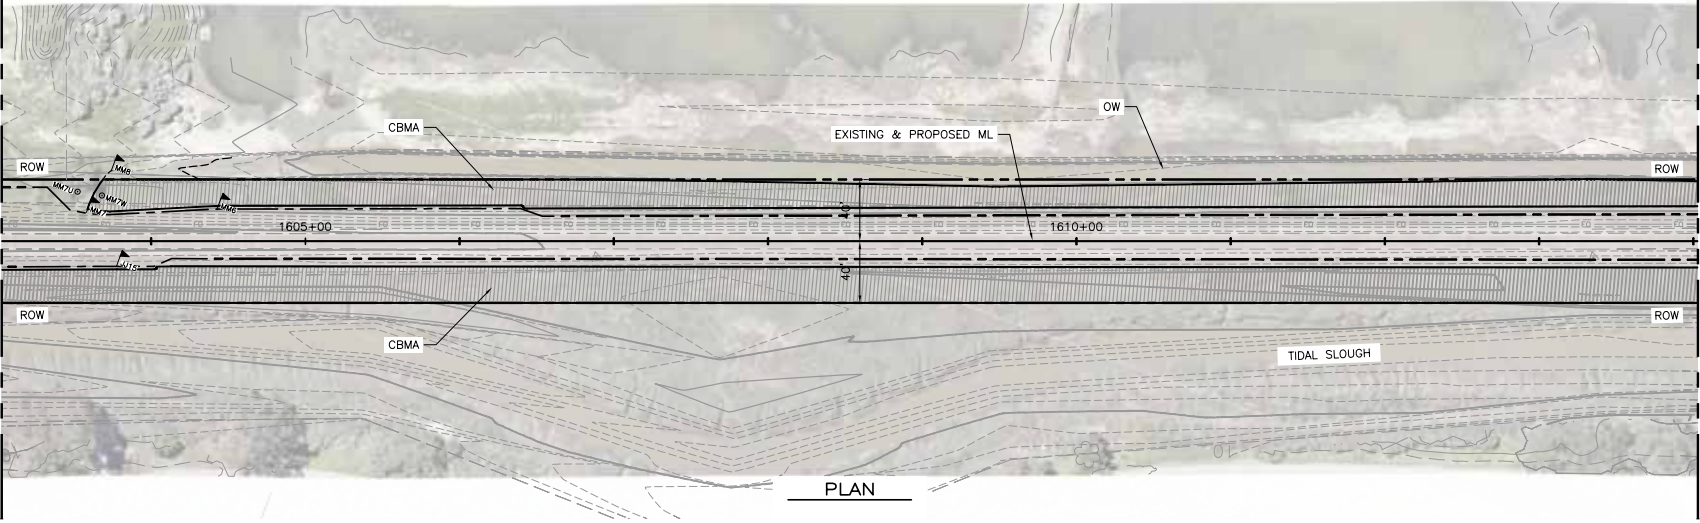 OW
CBMA
EXISTING & PROPOSED ML
ROW
ROW
MM8
MM7U
MM7W
MM7
MM6
40'
1605+00
1610+00
40'
ROW
ROW
CBMA
TIDAL SLOUGH
PLAN